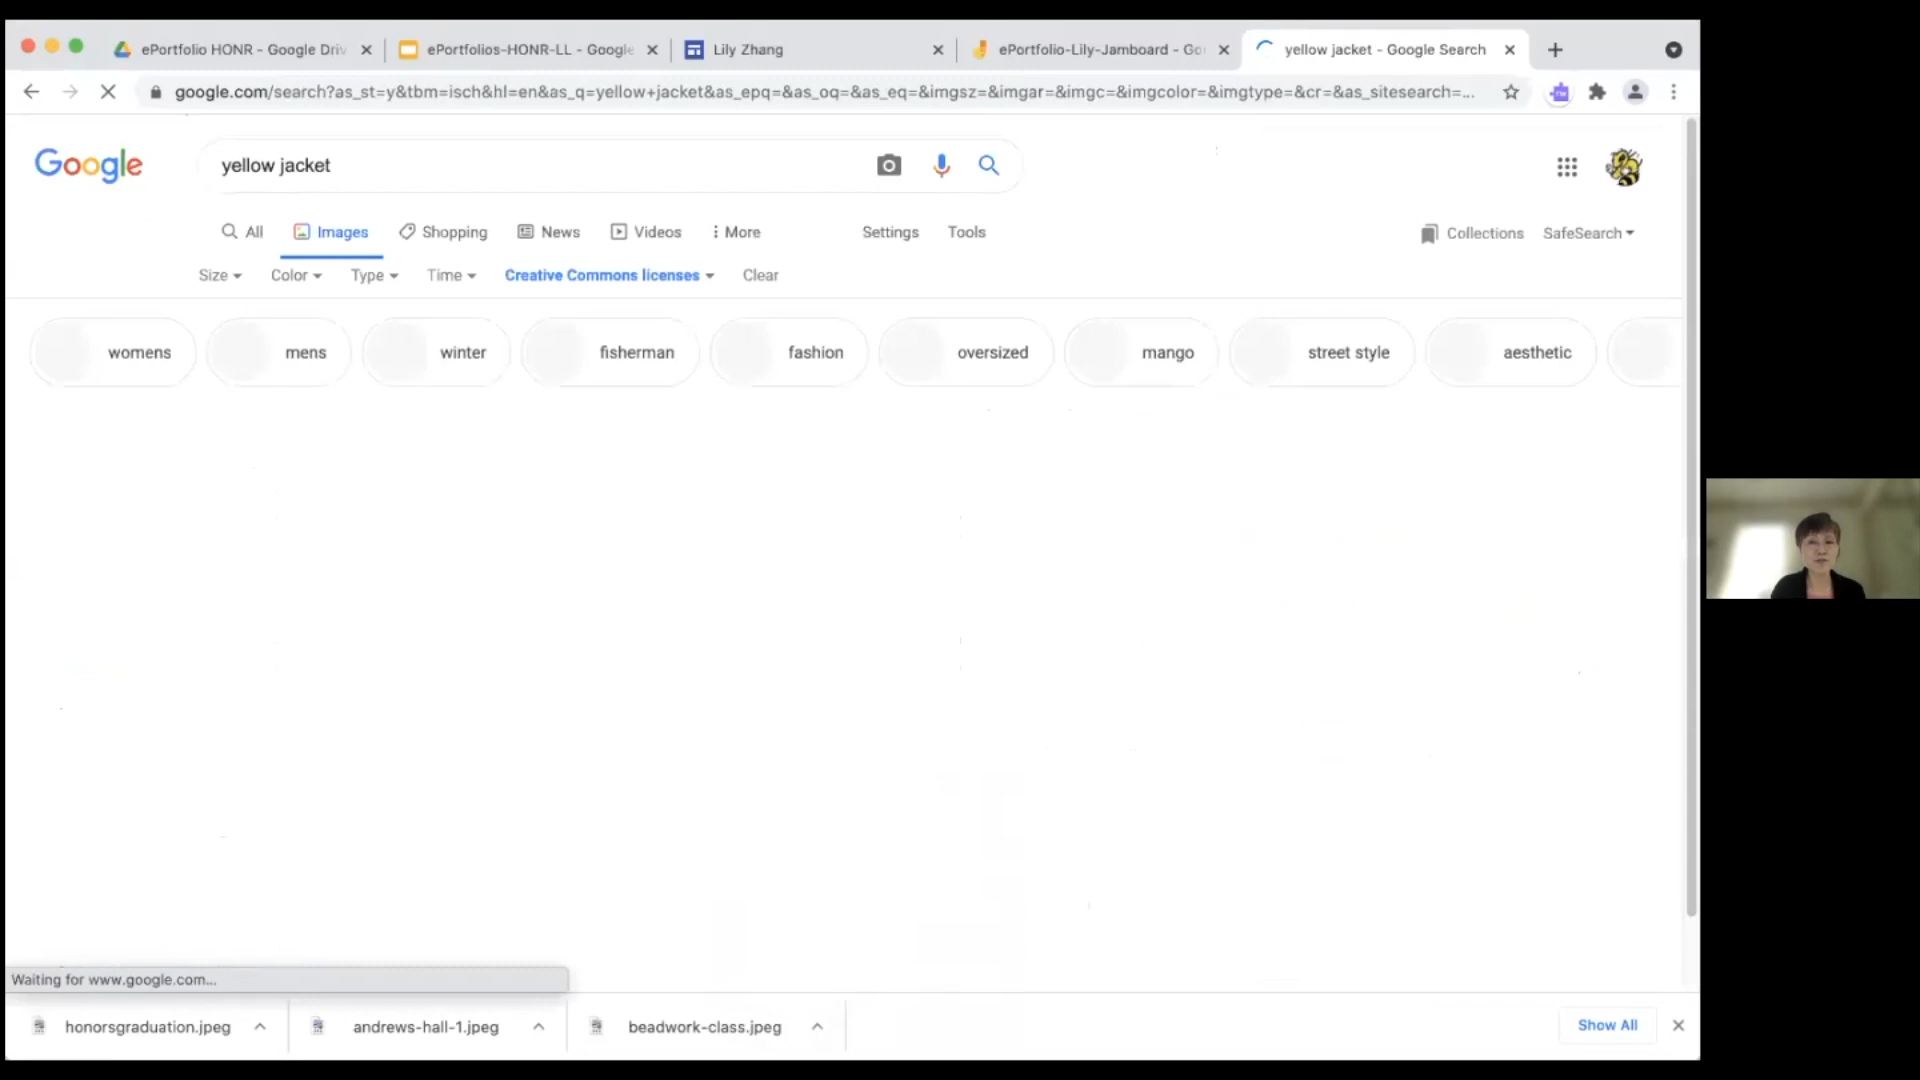 ePortfolio HONR - Google Driv
ePortfolios-HONR-LL - Google
Lily Zhang
ePortfolio-Lily-Jamboard - Go
yellow jacket - Google Search
google.com/search?as_st=y&tbm=isch&hl=en&as_q=yellow+jacket&as_epq=&as_oq=&as_eq=&imgsz=&imgar=&imgc=&imgcolor=&imgtype=&cr=&as_sitesearch=...
Google
yellow jacket
All Images Shopping News Videos More Settings Tools
Collections SafeSearch
Size Color Type Time Creative Commons licenses Clear
womens mens winter fisherman fashion oversized mango street style aesthetic
Waiting for www.google.com...
honorsgraduation.jpeg andrews-hall-1.jpeg beadwork-class.jpeg
Show All